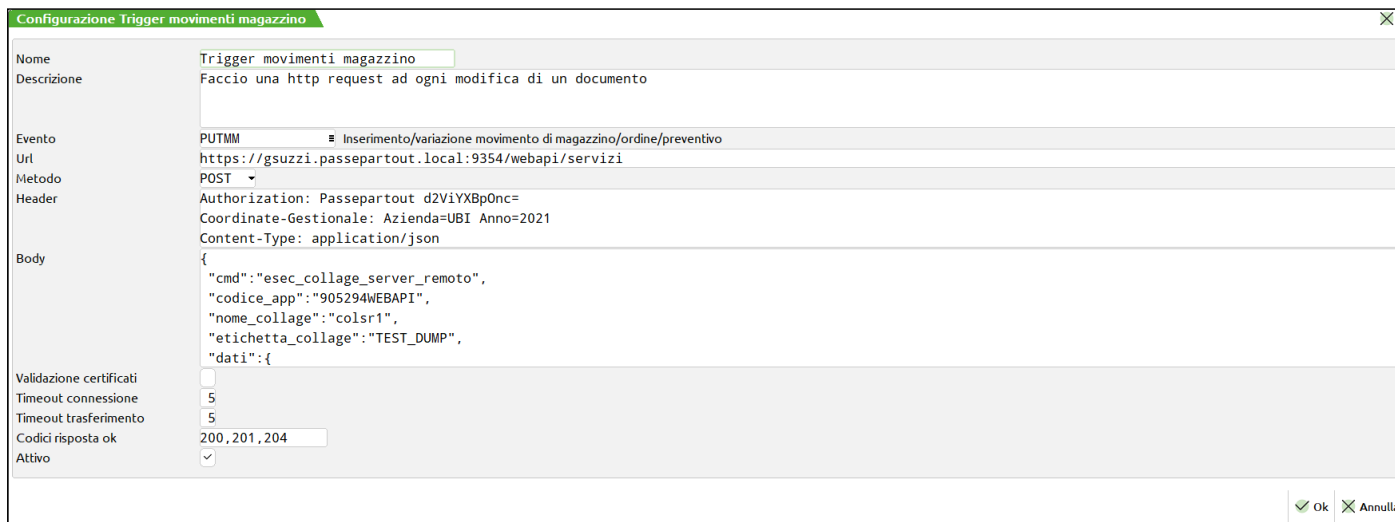 Configurazione Trigger movimenti magazzino
Nome Trigger movimenti magazzino
Descrizione Faccio una http request ad ogni modifica di un documento
Evento PUTMM Inserimento/variazione movimento di magazzino/ordine/preventivo
Url https://gsuzzi.passepartout.local:9354/webapi/servizi
Metodo POST
Header Authorization: Passepartout d2ViYXBpOnc=
Coordinate-Gestionale: Azienda=UBI Anno=2021
Content-Type: application/json
Body {
"cmd":"esec_collage_server_remoto",
"codice_app":"905294WEBAPI",
"nome_collage":"colsr1",
"etichetta_collage":"TEST_DUMP",
"dati":{
Validazione certificati
Timeout connessione 5
Timeout trasferimento 5
Codici risposta ok 200,201,204
Attivo
Ok Annulla